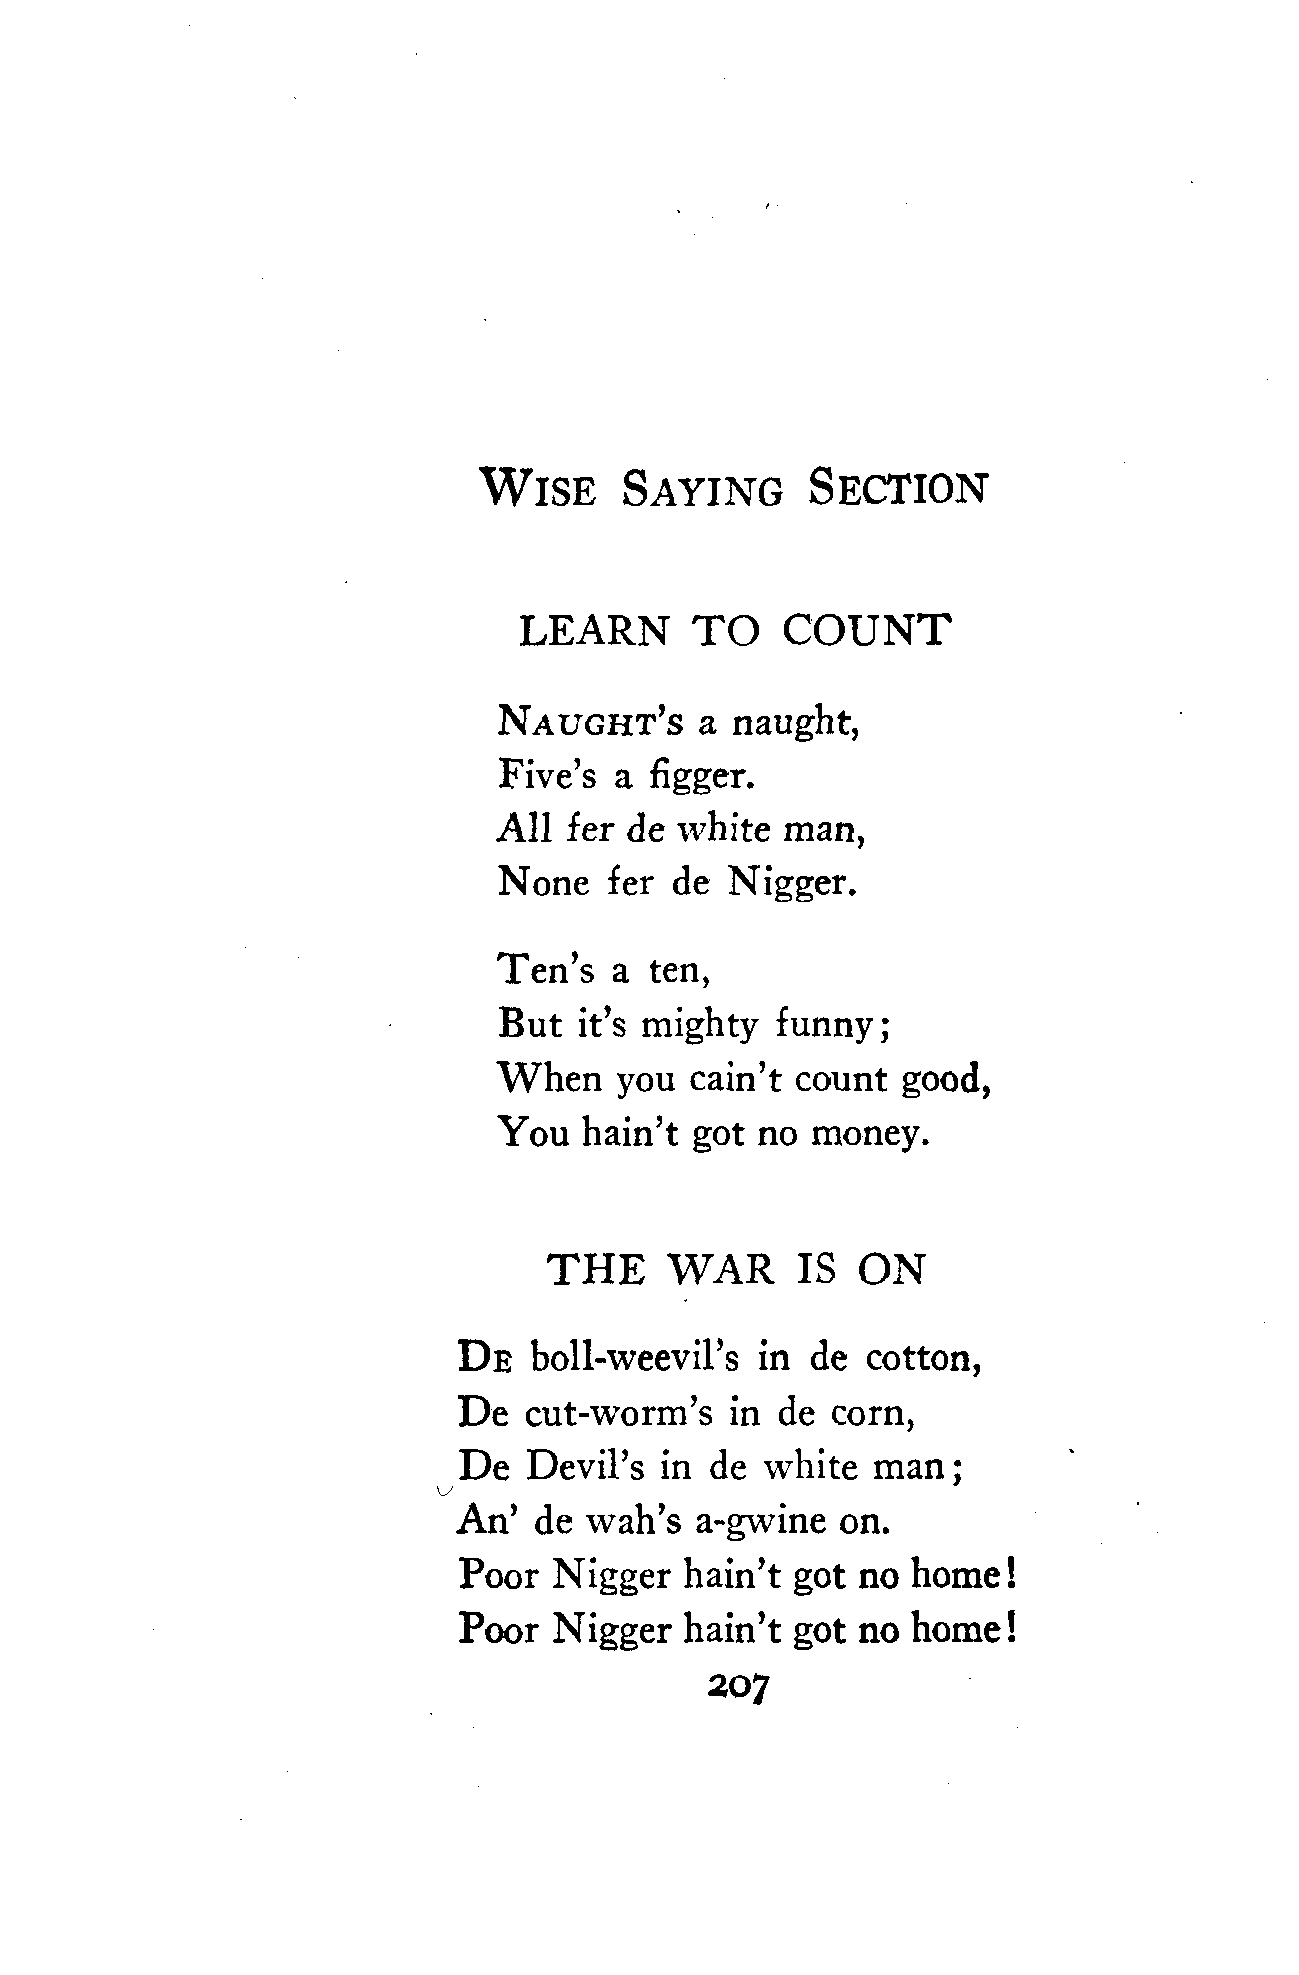 WISE SAYING SECTION
LEARN TO COUNT
NAUGHT'S a naught,
Five's a figger.
All fer de white man,
None fer de Nigger.
Ten's a ten,
But it's mighty funny;
When you cain't count good,
You hain't got no money.
THE WAR IS ON
DE boll-weevil's in de cotton,
De cut-worm's in de corn,
De Devil's in de white man;
An' de wah's a-gwine on.
Poor Nigger hain't got no home!
Poor Nigger hain't got no home!
207